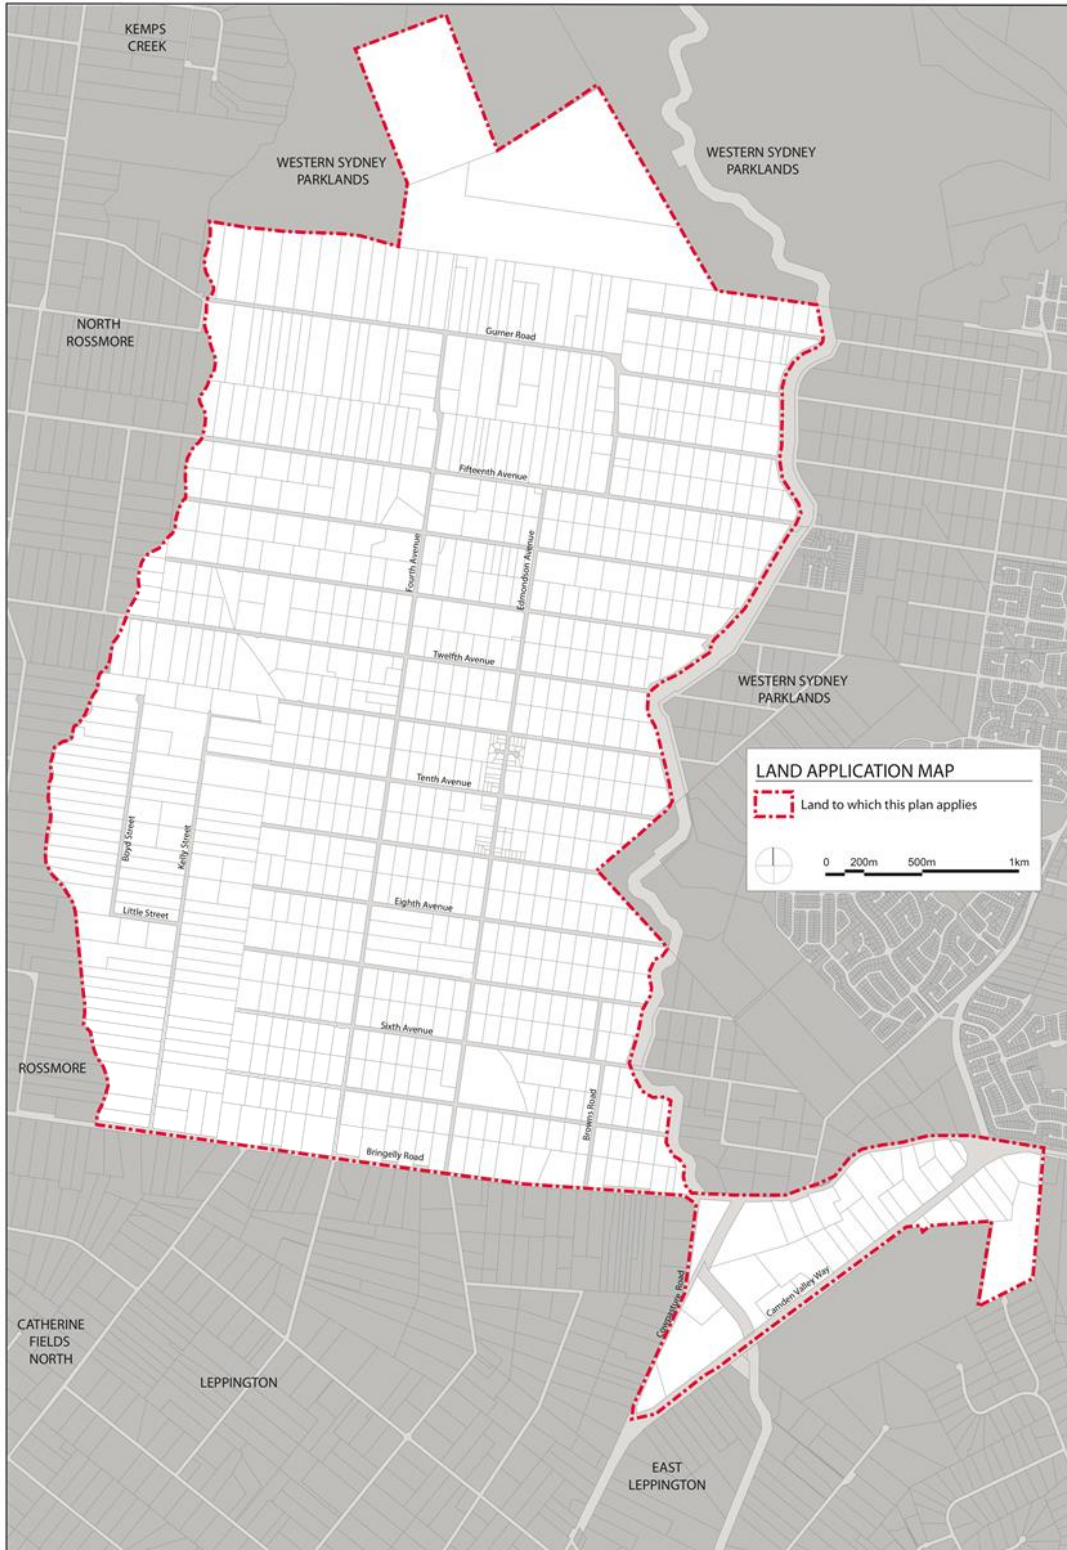 KEMPS
CREEK
WESTERN SYDNEY
PARKLANDS
WESTERN SYDNEY
PARKLANDS
NORTH
ROSSMORE
Gurner Road
Fifteenth Avenue
Fourth Avenue
Edmondson Avenue
Twelfth Avenue
WESTERN SYDNEY
PARKLANDS
LAND APPLICATION MAP
Land to which this plan applies
0 200m 500m 1km
Tenth Avenue
Boyd Street
Kelly Street
Eighth Avenue
Little Street
Sixth Avenue
ROSSMORE
Browns Road
Bringelly Road
Cowpasture Road
Camden Valley Way
CATHERINE
FIELDS
NORTH
LEPPINGTON
EAST
LEPPINGTON